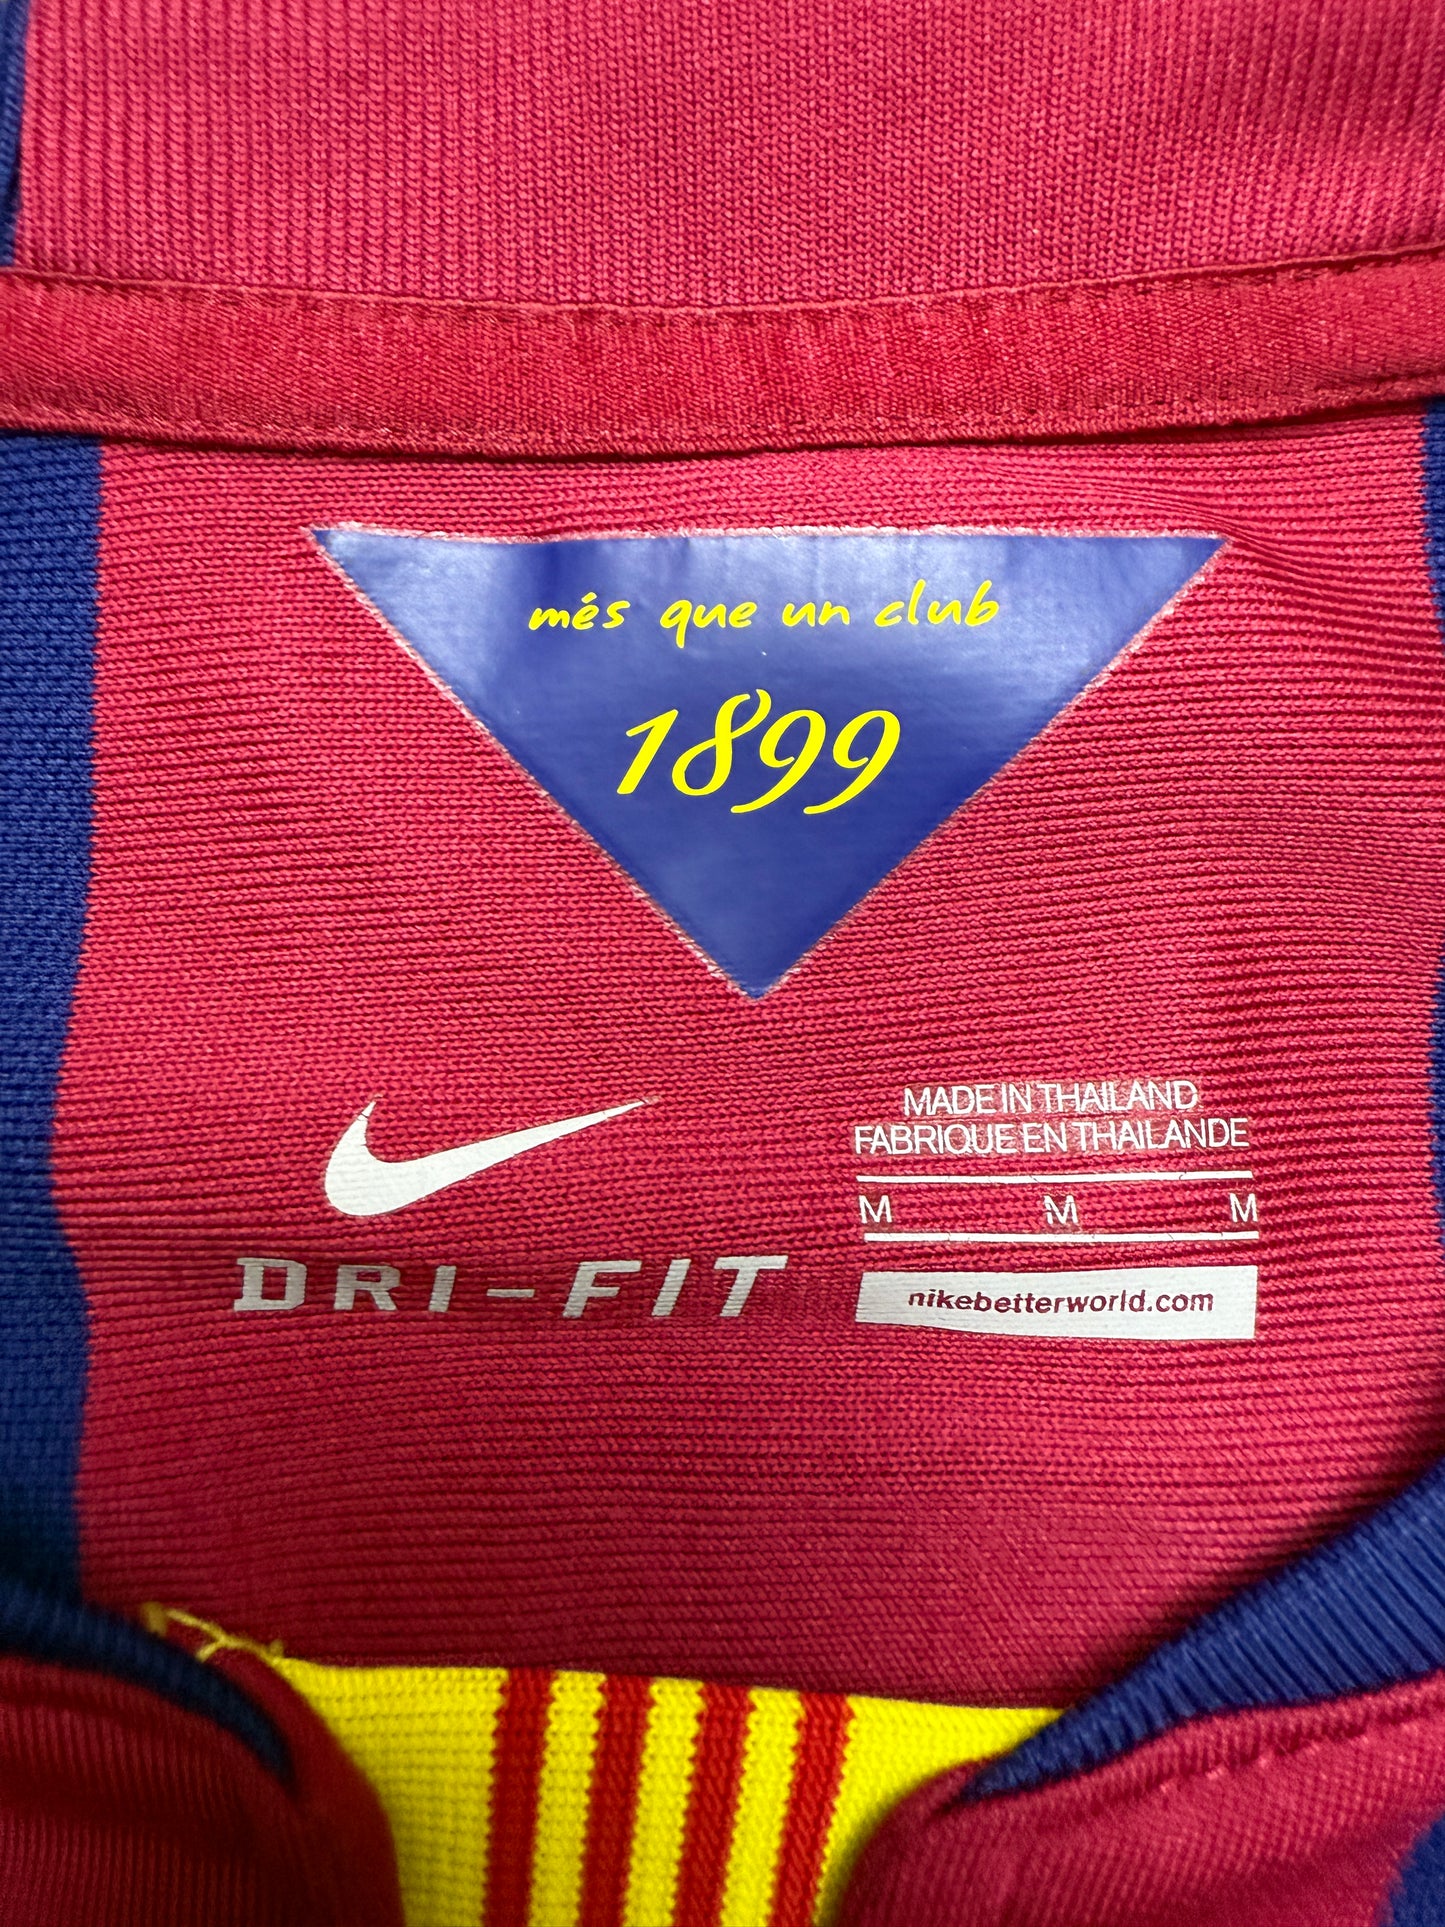 més que un club
1899
MADE IN THAILAND
FABRIQUE EN THAILANDE
M M M
DRI-FIT
nikebetterworld.com